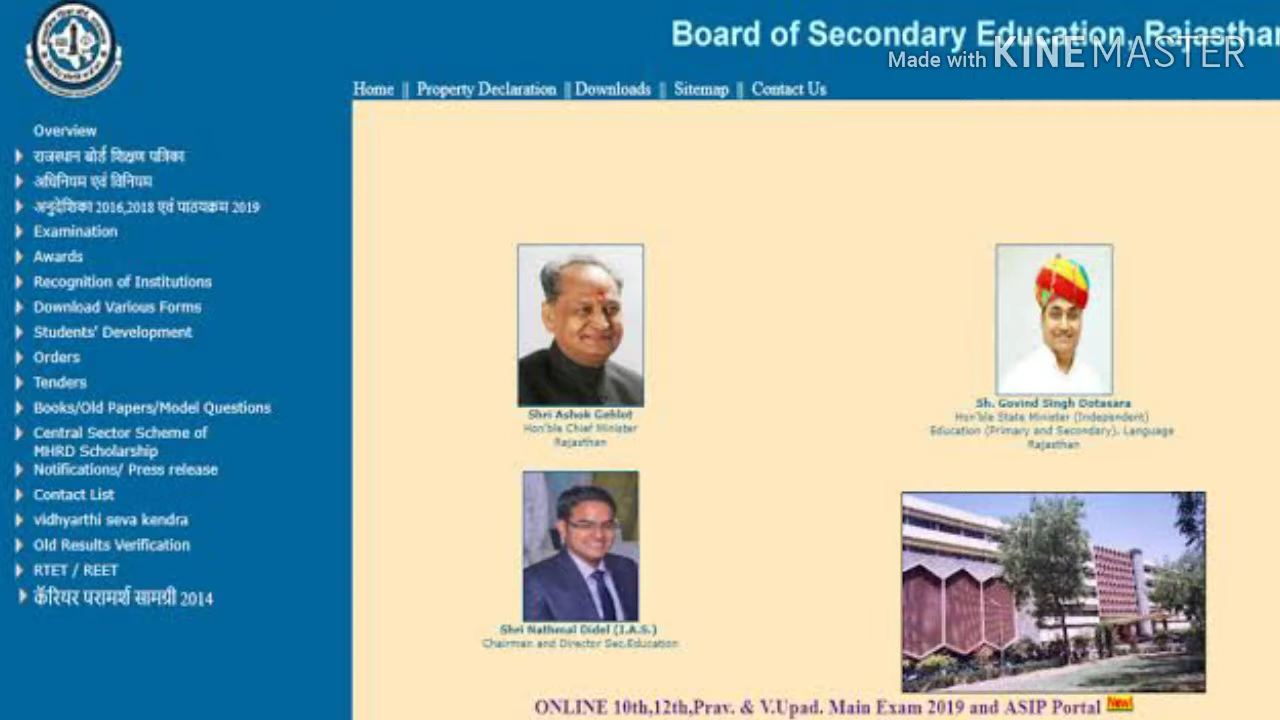 Board of Secondary Education, Rajasthan
Made with KINEMASTER
Home || Property Declaration || Downloads || Sitemap || Contact Us
Overview
राजस्थान बोर्ड शिक्षण पत्रिका
अधिनियम एवं विनियम
अनुदेशिका 2016,2018 एवं पाठयक्रम 2019
Examination
Awards
Recognition of Institutions
Download Various Forms
Students' Development
Orders
Tenders
Books/Old Papers/Model Questions
Central Sector Scheme of
MHRD Scholarship
Notifications/ Press release
Contact List
vidhyarthi seva kendra
Old Results Verification
RTET / REET
कॅरियर परामर्श सामग्री 2014
Shri Ashok Gehlot
Hon'ble Chief Minister
Rajasthan
Sh. Govind Singh Dotasara
Hon'ble State Minister (Independent)
Education (Primary and Secondary). Language
Rajasthan
Shri Nathmal Didel (I.A.S.)
Chairman and Director Sec.Education
ONLINE 10th,12th,Prav. & V.Upad. Main Exam 2019 and ASIP Portal New!